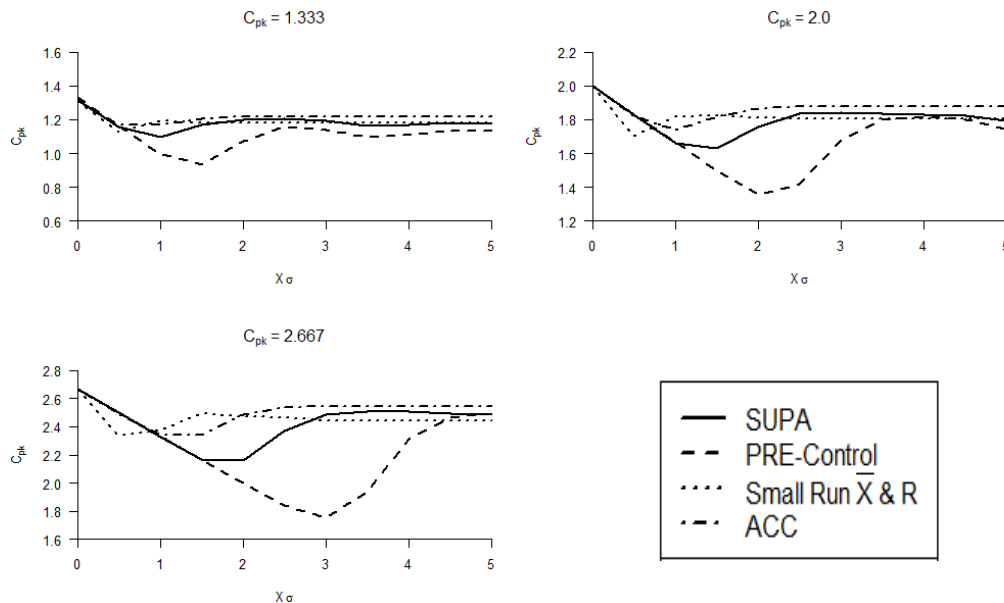 Cpk = 1.333
1.6
1.4
1.2
1.0
0.8
0.6
Cpk
0 1 2 3 4 5
X σ
Cpk = 2.0
2.2
2.0
1.8
1.6
1.4
1.2
Cpk
0 1 2 3 4 5
X σ
Cpk = 2.667
2.8
2.6
2.4
2.2
2.0
1.8
1.6
Cpk
0 1 2 3 4 5
X σ
SUPA
PRE-Control
Small Run X̅ & R
ACC